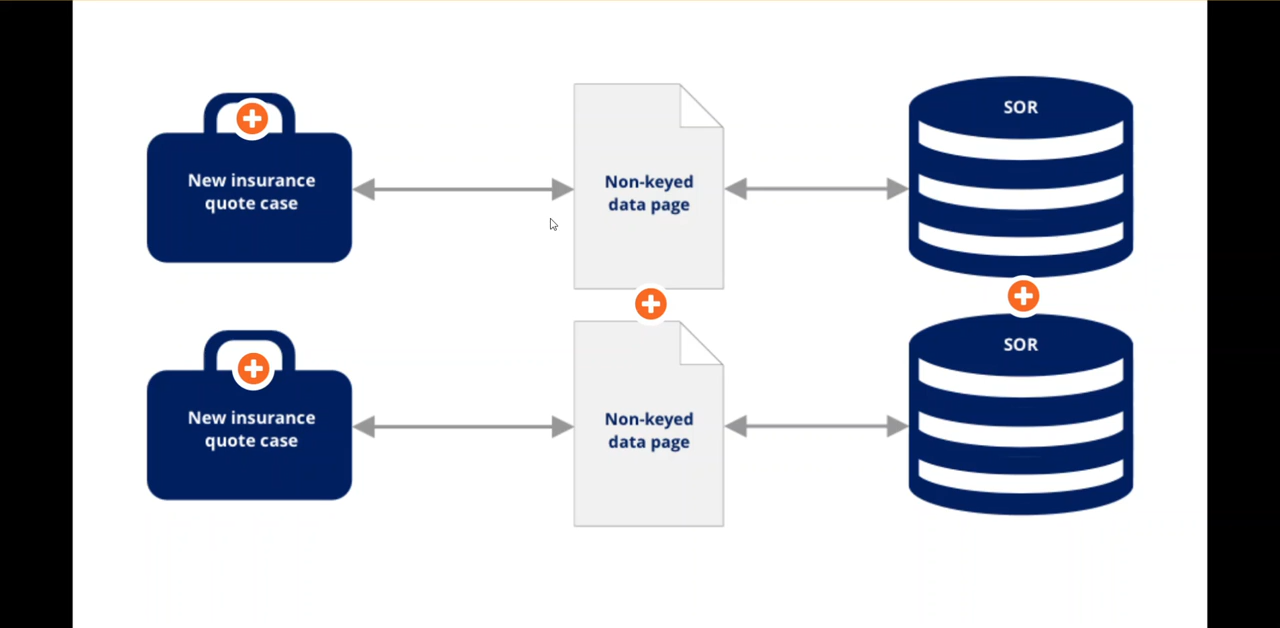 SOR
New insurance
quote case
Non-keyed
data page
SOR
New insurance
quote case
Non-keyed
data page